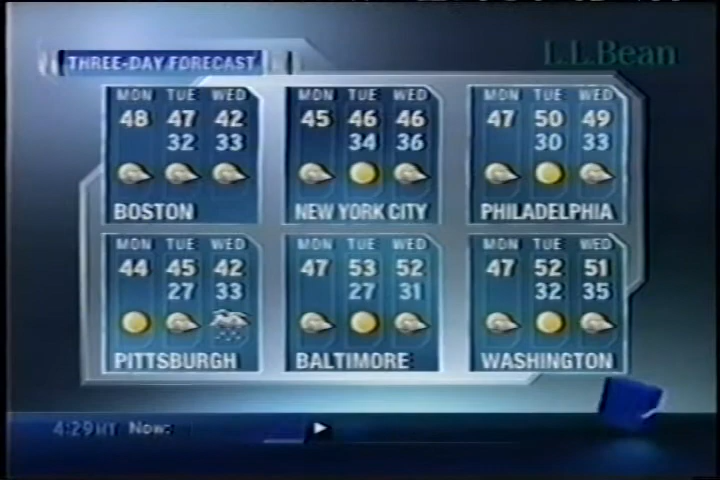 L.L.Bean
THREE-DAY FORECAST
MON TUE WED
48 47 42
32 33
BOSTON
MON TUE WED
45 46 46
34 36
NEW YORK CITY
MON TUE WED
47 50 49
30 33
PHILADELPHIA
MON TUE WED
44 45 42
27 33
PITTSBURGH
MON TUE WED
47 53 52
27 31
BALTIMORE
MON TUE WED
47 52 51
32 35
WASHINGTON
4:29 Now: